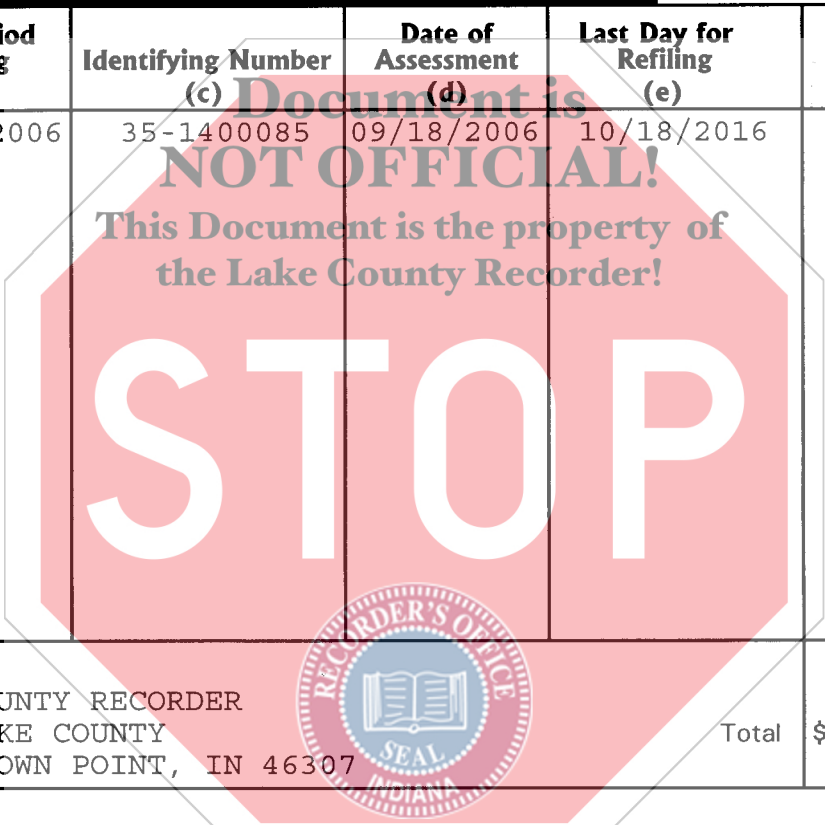 iod Date of Last Day for
g Identifying Number Assessment Refiling
(c) (d) (e)
Document is
2006 35-1400085 09/18/2006 10/18/2016
NOT OFFICIAL!
This Document is the property of
the Lake County Recorder!
STOP
RECORDER'S OFFICE
SEAL
INDIANA
UNTY RECORDER
KE COUNTY Total $
OWN POINT, IN 46307